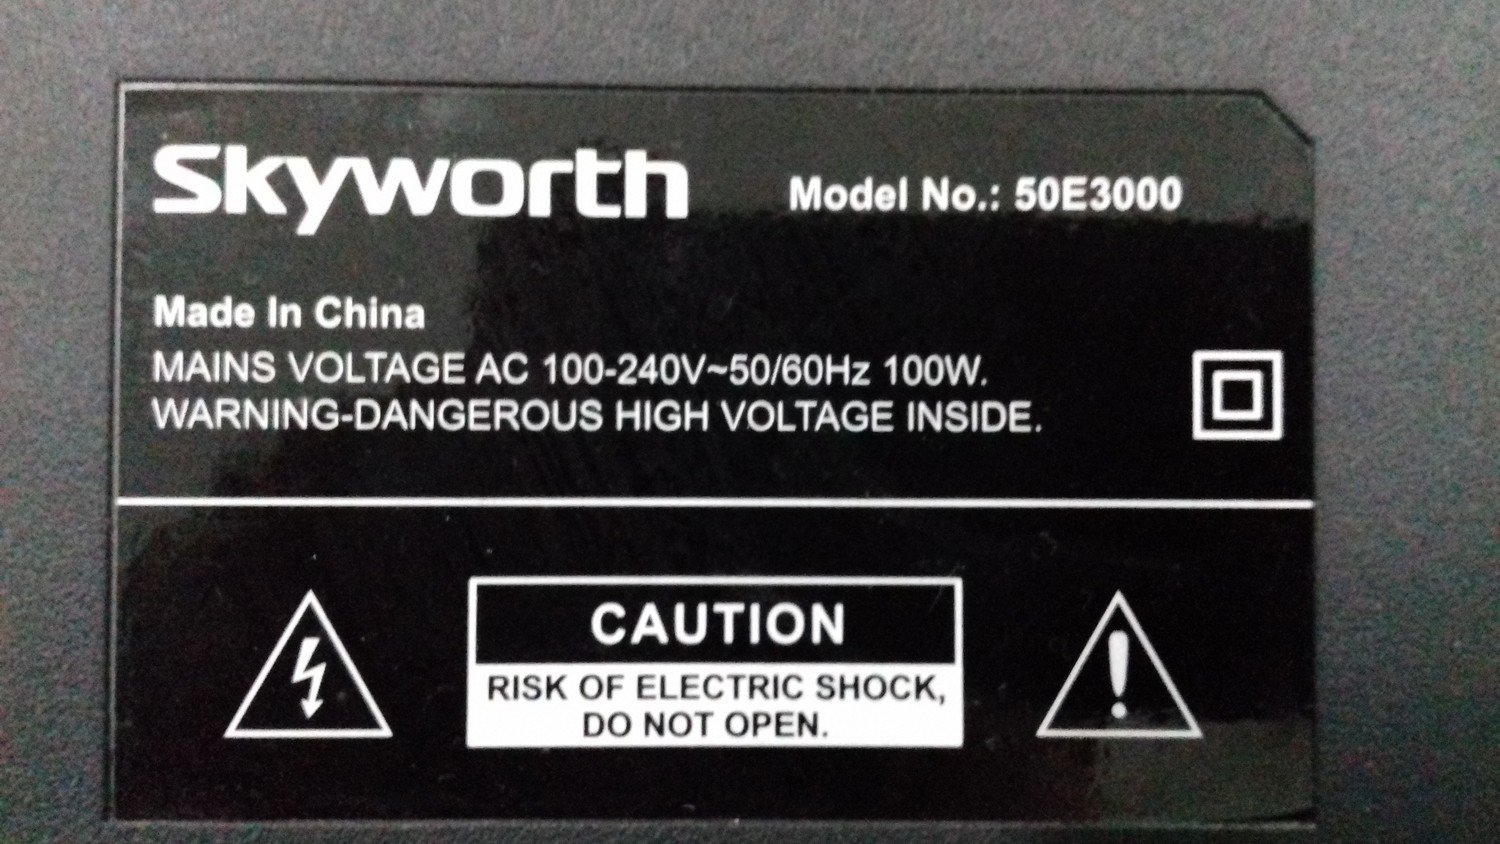 Skyworth
Model No.: 50E3000
Made In China
MAINS VOLTAGE AC 100-240V~50/60Hz 100W.
WARNING-DANGEROUS HIGH VOLTAGE INSIDE.
CAUTION
RISK OF ELECTRIC SHOCK,
DO NOT OPEN.